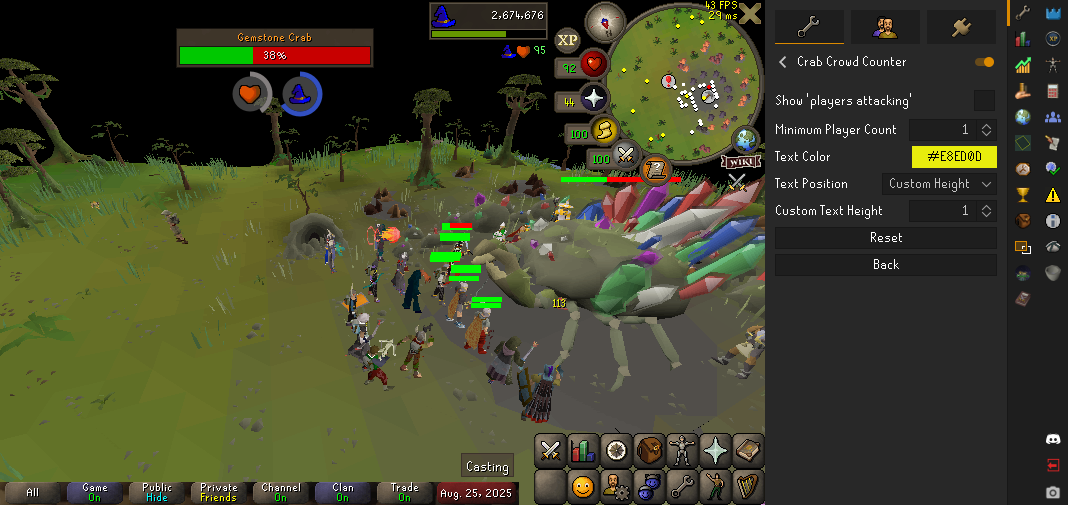 Gemstone Crab
38%
2,674,676
95
43 FPS
29 ms
XP
92
44
100
100
WIKI
113
Casting
All
Game
On
Public
Hide
Private
Friends
Channel
On
Clan
On
Trade
On
Aug. 25, 2025
Crab Crowd Counter
Show 'players attacking'
Minimum Player Count
1
Text Color
#E8ED0D
Text Position
Custom Height
Custom Text Height
1
Reset
Back
XP